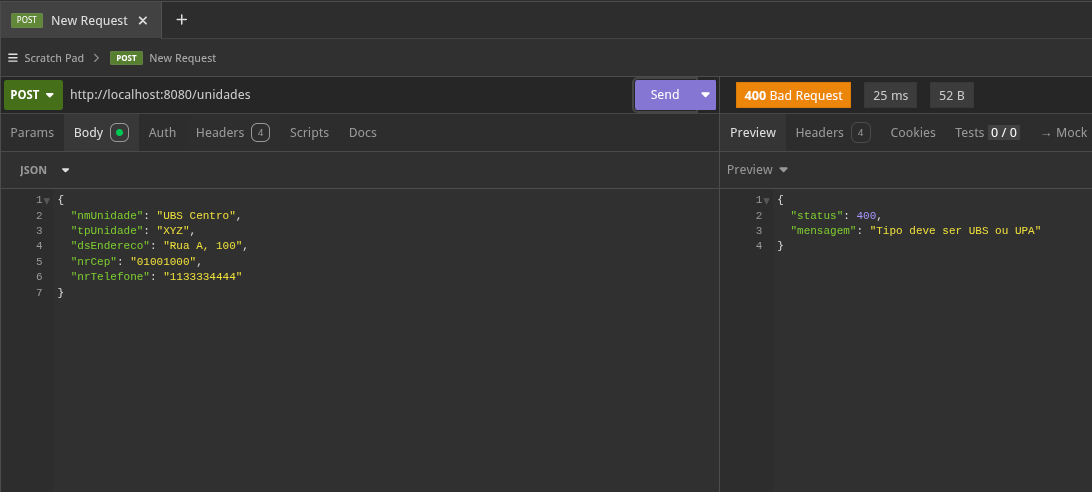 POST New Request
Scratch Pad POST New Request
POST http://localhost:8080/unidades Send 400 Bad Request 25 ms 52 B
Params Body Auth Headers 4 Scripts Docs Preview Headers 4 Cookies Tests 0 / 0 → Mock
JSON
Preview
1 {
2 "nmUnidade": "UBS Centro",
3 "tpUnidade": "XYZ",
4 "dsEndereco": "Rua A, 100",
5 "nrCep": "01001000",
6 "nrTelefone": "1133334444"
7 }
1 {
2 "status": 400,
3 "mensagem": "Tipo deve ser UBS ou UPA"
4 }